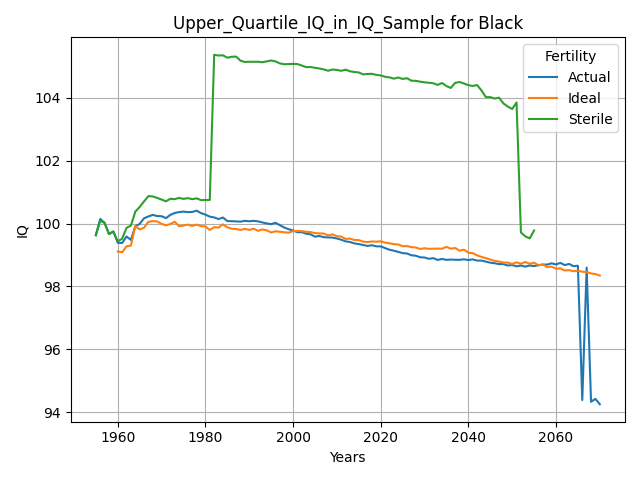 Upper_Quartile_IQ_in_IQ_Sample for Black
Fertility
Actual
Ideal
Sterile
IQ
104
102
100
98
96
94
1960 1980 2000 2020 2040 2060
Years